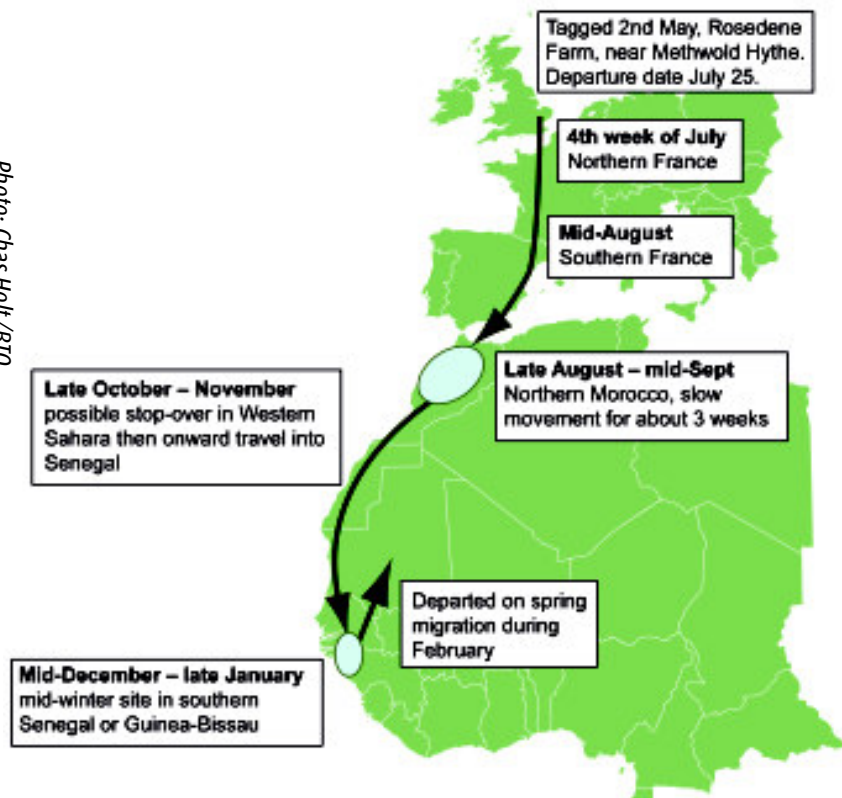 Tagged 2nd May, Rosedene
Farm, near Methwold Hythe.
Departure date July 25.
4th week of July
Northern France
Mid-August
Southern France
Late August – mid-Sept
Northern Morocco, slow
movement for about 3 weeks
Late October – November
possible stop-over in Western
Sahara then onward travel into
Senegal
Departed on spring
migration during
February
Mid-December – late January
mid-winter site in southern
Senegal or Guinea-Bissau
Photo: Chas Holt /BTO